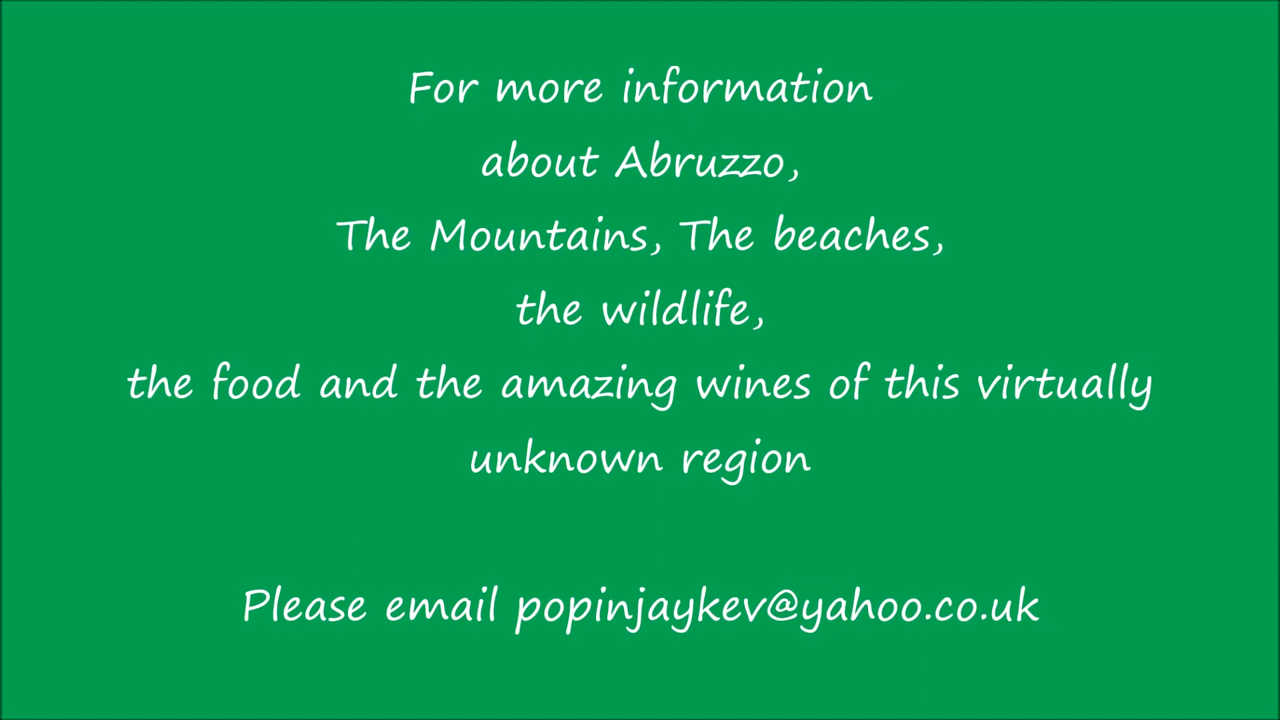 For more information
about Abruzzo,
The Mountains, The beaches,
the wildlife,
the food and the amazing wines of this virtually
unknown region
Please email popinjaykev@yahoo.co.uk